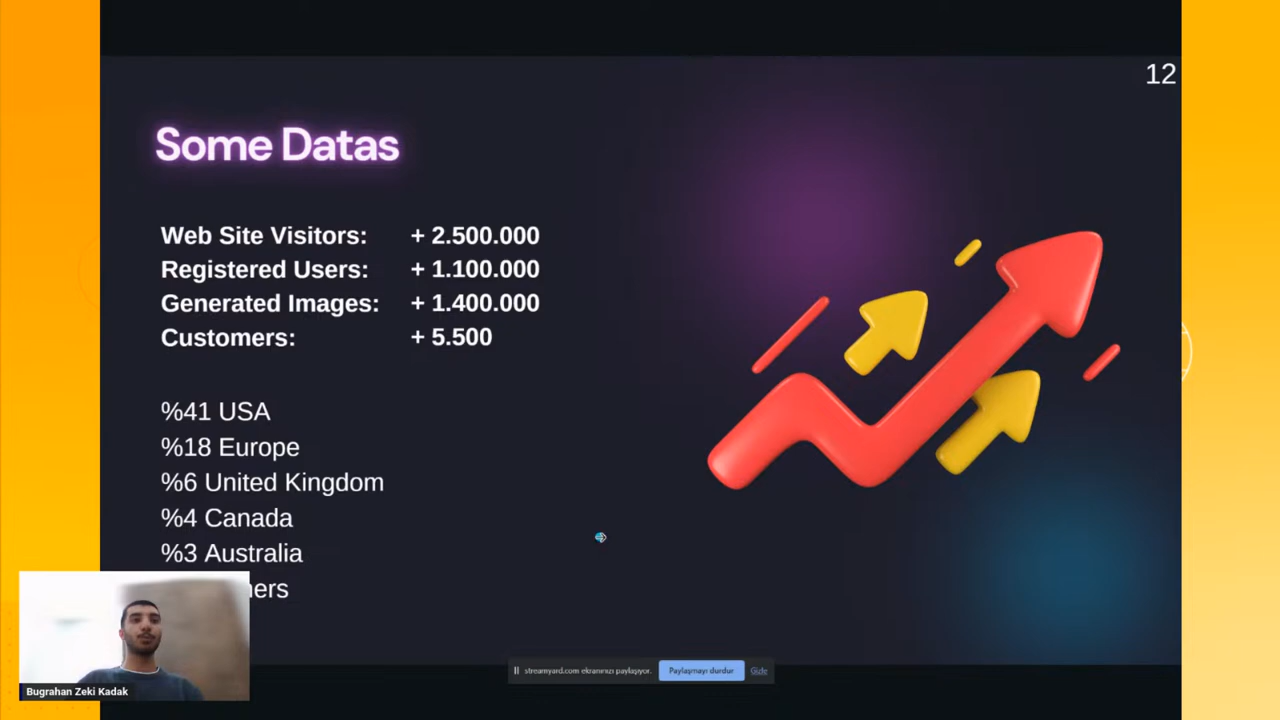 12
Some Datas
Web Site Visitors: + 2.500.000
Registered Users: + 1.100.000
Generated Images: + 1.400.000
Customers: + 5.500
%41 USA
%18 Europe
%6 United Kingdom
%4 Canada
%3 Australia
streamyard.com ekranınızı paylaşıyor. Paylaşmayı durdur Gizle
Bugrahan Zeki Kadak